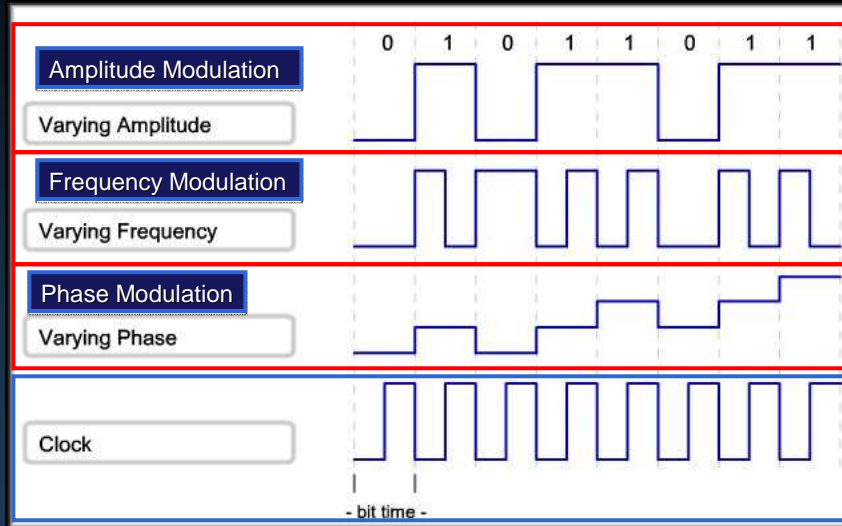 0 1 0 1 1 0 1 1
Amplitude Modulation
Varying Amplitude
Frequency Modulation
Varying Frequency
Phase Modulation
Varying Phase
Clock
- bit time -